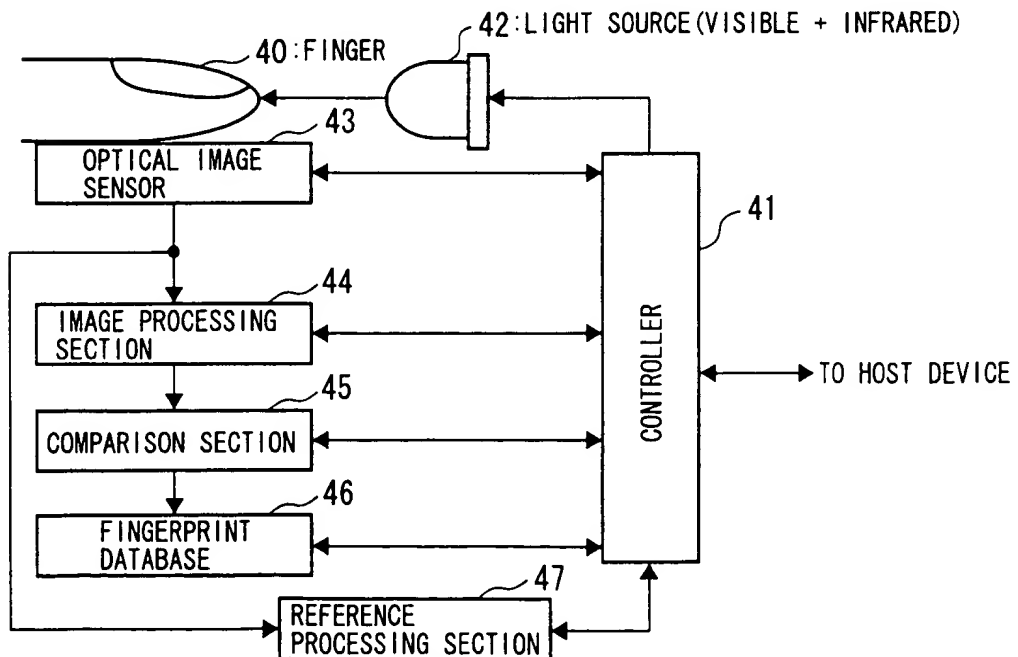 42:LIGHT SOURCE(VISIBLE + INFRARED)
40:FINGER
43
OPTICAL IMAGE
SENSOR
41
44
IMAGE PROCESSING
SECTION
CONTROLLER
TO HOST DEVICE
45
COMPARISON SECTION
46
FINGERPRINT
DATABASE
47
REFERENCE
PROCESSING SECTION